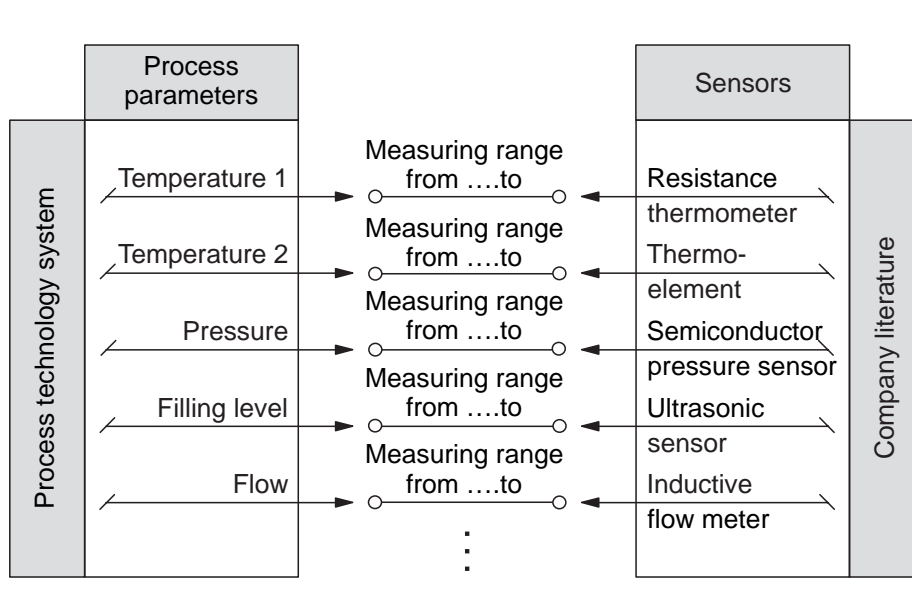 Process
parameters
Sensors
Process technology system
Company literature
Temperature 1
Measuring range
from ….to
Resistance
thermometer
Temperature 2
Measuring range
from ….to
Thermo-
element
Pressure
Measuring range
from ….to
Semiconductor
pressure sensor
Filling level
Measuring range
from ….to
Ultrasonic
sensor
Flow
Measuring range
from ….to
Inductive
flow meter